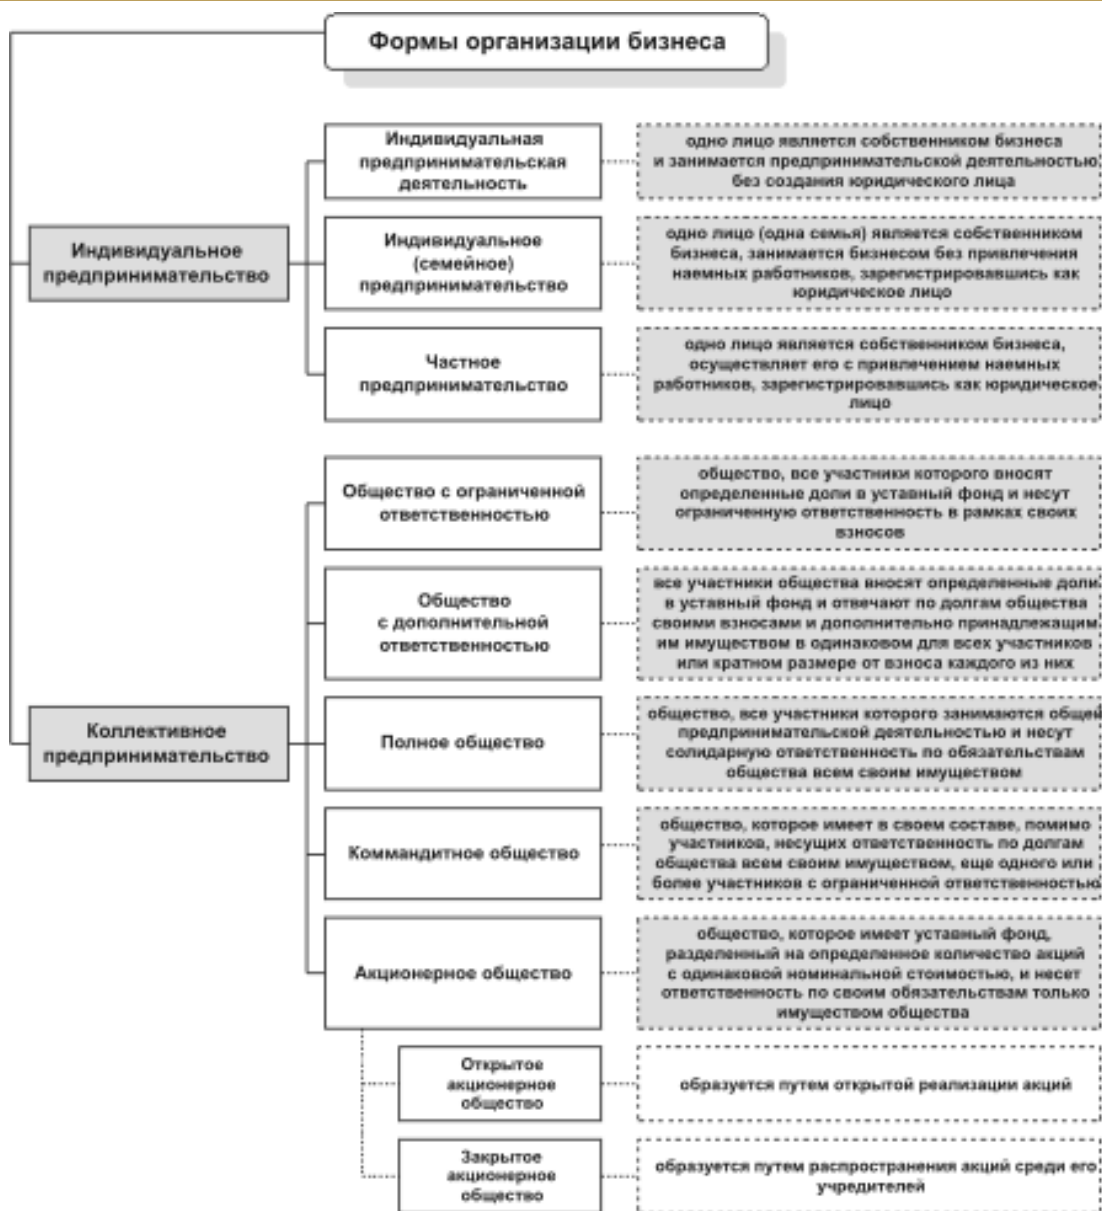 Формы организации бизнеса
Индивидуальное
предпринимательство
Индивидуальная
предпринимательская
деятельность
одно лицо является собственником бизнеса
и занимается предпринимательской деятельностью
без создания юридического лица
Индивидуальное
(семейное)
предпринимательство
одно лицо (одна семья) является собственником
бизнеса, занимается бизнесом без привлечения
наемных работников, зарегистрировавшись как
юридическое лицо
Частное
предпринимательство
одно лицо является собственником бизнеса,
осуществляет его с привлечением наемных
работников, зарегистрировавшись как юридическое
лицо
Коллективное
предпринимательство
Общество с ограниченной
ответственностью
общество, все участники которого вносят
определенные доли в уставный фонд и несут
ограниченную ответственность в рамках своих
взносов
Общество
с дополнительной
ответственностью
все участники общества вносят определенные доли
в уставный фонд и отвечают по долгам общества
своими взносами и дополнительно принадлежащим
им имуществом в одинаковом для всех участников
или кратном размере от взноса каждого из них
Полное общество
общество, все участники которого занимаются общей
предпринимательской деятельностью и несут
солидарную ответственность по обязательствам
общества всем своим имуществом
Коммандитное общество
общество, которое имеет в своем составе, помимо
участников, несущих ответственность по долгам
общества всем своим имуществом, еще одного или
более участников с ограниченной ответственностью
Акционерное общество
общество, которое имеет уставный фонд,
разделенный на определенное количество акций
с одинаковой номинальной стоимостью, и несет
ответственность по своим обязательствам только
имуществом общества
Открытое
акционерное
общество
образуется путем открытой реализации акций
Закрытое
акционерное
общество
образуется путем распространения акций среди его
учредителей